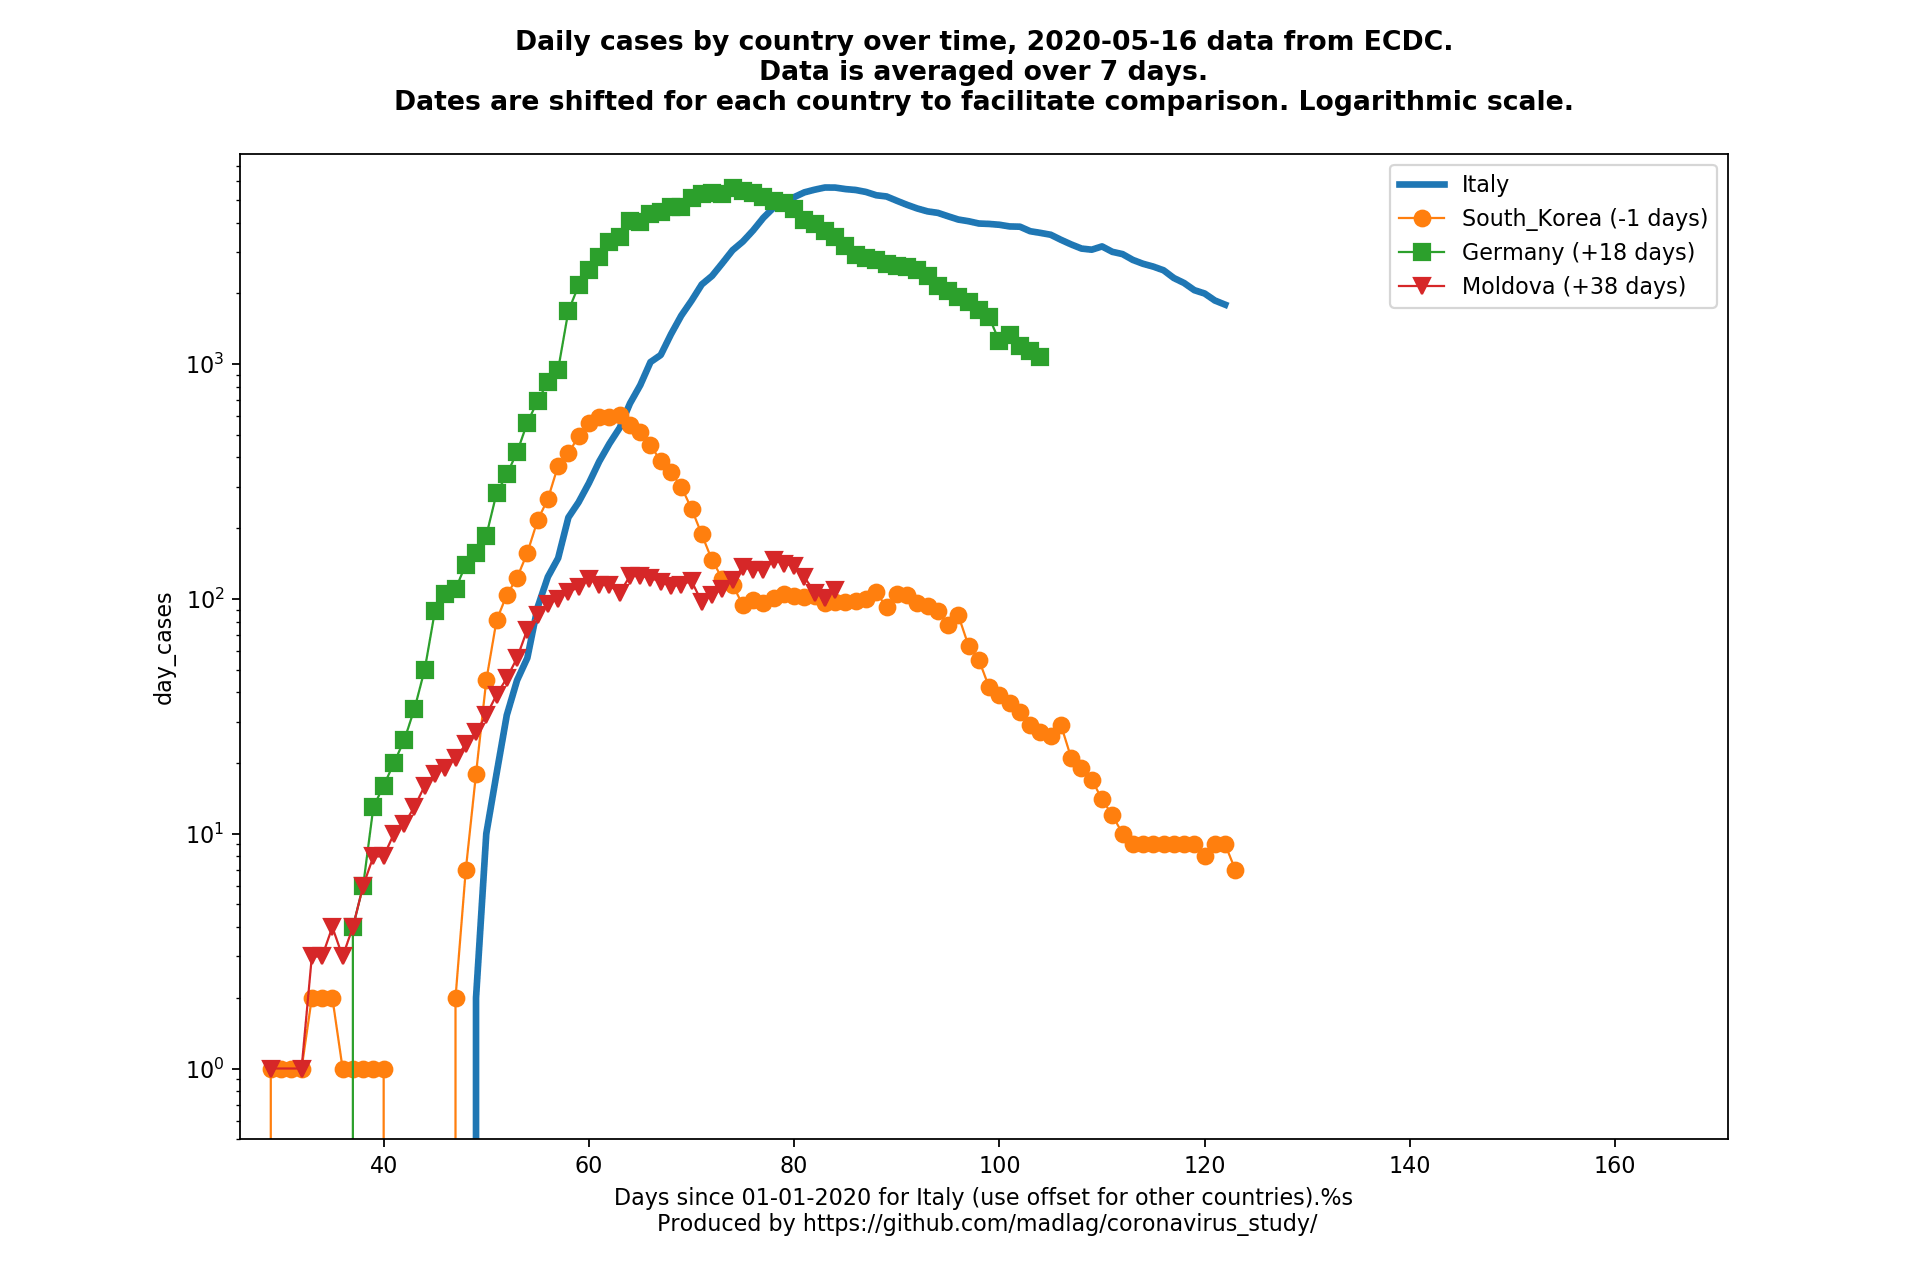 Daily cases by country over time, 2020-05-16 data from ECDC.
Data is averaged over 7 days.
Dates are shifted for each country to facilitate comparison. Logarithmic scale.
Italy
South_Korea (-1 days)
Germany (+18 days)
Moldova (+38 days)
10³
10²
10¹
10⁰
day_cases
40 60 80 100 120 140 160
Days since 01-01-2020 for Italy (use offset for other countries).%s
Produced by https://github.com/madlag/coronavirus_study/